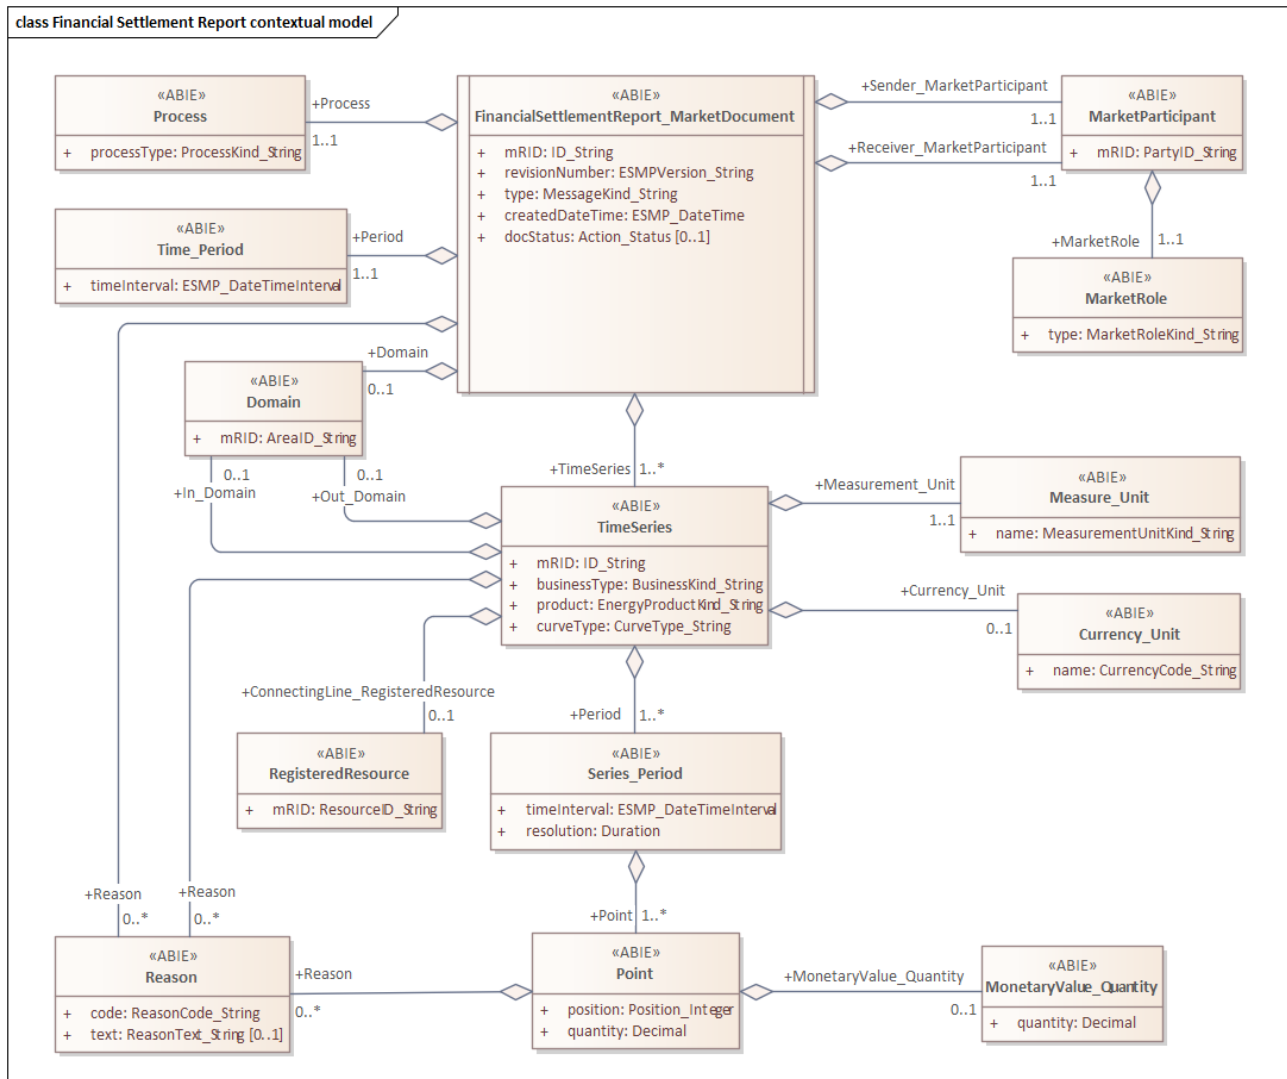 class Financial Settlement Report contextual model
«ABIE»
Process
+ processType: ProcessKind_String
+Process
1..1
«ABIE»
FinancialSettlementReport_MarketDocument
+ mRID: ID_String
+ revisionNumber: ESMPVersion_String
+ type: MessageKind_String
+ createdDateTime: ESMP_DateTime
+ docStatus: Action_Status [0..1]
+Sender_MarketParticipant
1..1
+Receiver_MarketParticipant
1..1
«ABIE»
MarketParticipant
+ mRID: PartyID_String
+MarketRole
1..1
«ABIE»
MarketRole
+ type: MarketRoleKind_String
«ABIE»
Time_Period
+ timeInterval: ESMP_DateTimeInterval
+Period
1..1
+Domain
0..1
«ABIE»
Domain
+ mRID: AreaID_String
0..1
+In_Domain
0..1
+Out_Domain
+TimeSeries
1..*
«ABIE»
TimeSeries
+ mRID: ID_String
+ businessType: BusinessKind_String
+ product: EnergyProductKind_String
+ curveType: CurveType_String
+Measurement_Unit
1..1
«ABIE»
Measure_Unit
+ name: MeasurementUnitKind_String
+Currency_Unit
0..1
«ABIE»
Currency_Unit
+ name: CurrencyCode_String
+ConnectingLine_RegisteredResource
0..1
«ABIE»
RegisteredResource
+ mRID: ResourceID_String
+Period
1..*
«ABIE»
Series_Period
+ timeInterval: ESMP_DateTimeInterval
+ resolution: Duration
+Reason
0..*
+Reason
0..*
+Point
1..*
«ABIE»
Reason
+ code: ReasonCode_String
+ text: ReasonText_String [0..1]
+Reason
0..*
«ABIE»
Point
+ position: Position_Integer
+ quantity: Decimal
+MonetaryValue_Quantity
0..1
«ABIE»
MonetaryValue_Quantity
+ quantity: Decimal